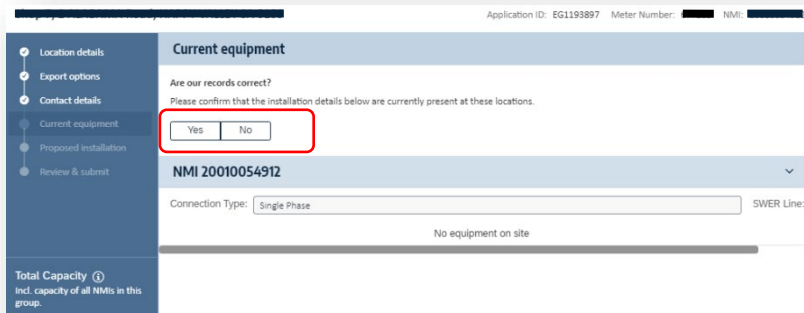 Application ID: EG1193897 Meter Number: NMI:
Location details
Export options
Contact details
Current equipment
Proposed installation
Review & submit
Total Capacity
Incl. capacity of all NMIs in this
group.
Current equipment
Are our records correct?
Please confirm that the installation details below are currently present at these locations.
Yes No
NMI 20010054912
Connection Type: Single Phase SWER Line:
No equipment on site